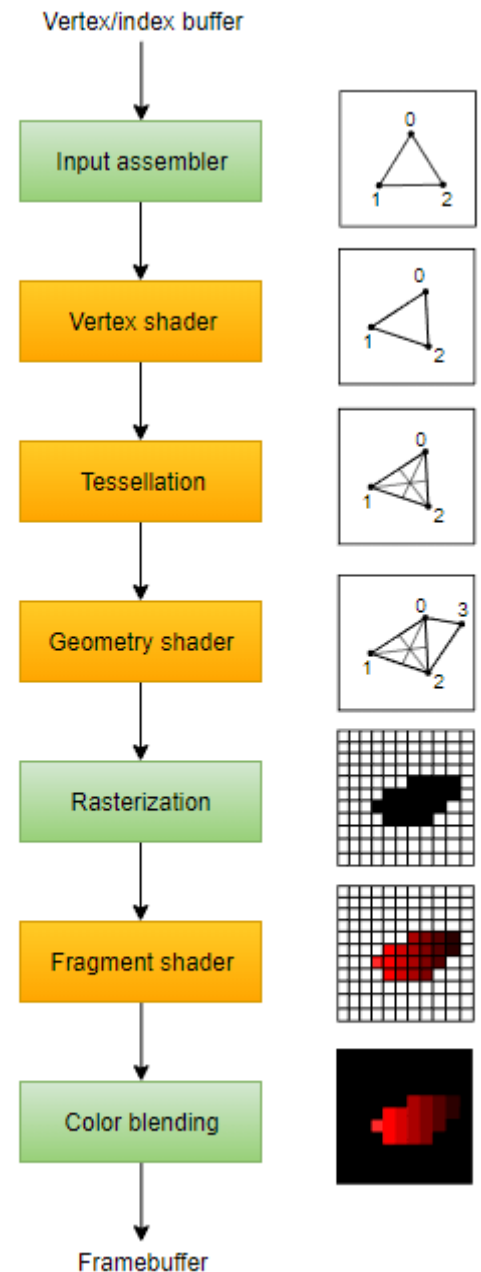 Vertex/index buffer
Input assembler
0
1
2
Vertex shader
0
1
2
Tessellation
0
1
2
Geometry shader
0
3
1
2
Rasterization
Fragment shader
Color blending
Framebuffer